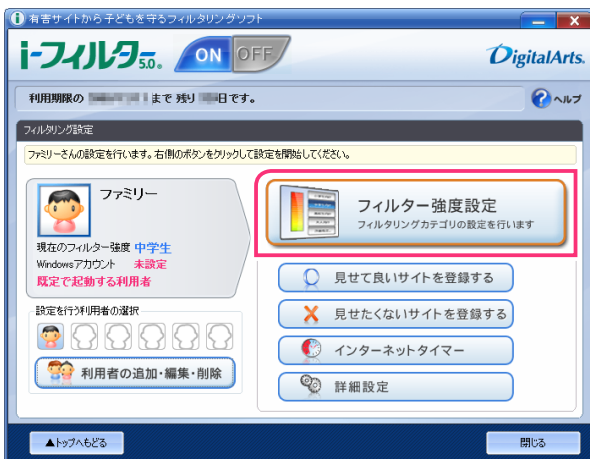 有害サイトから子どもを守るフィルタリングソフト
i-フィルター5.0。 ON OFF
DigitalArts.
利用期限の まで 残り 日です。
ヘルプ
フィルタリング設定
ファミリーさんの設定を行います。右側のボタンをクリックして設定を開始してください。
ファミリー
現在のフィルター強度 中学生
Windowsアカウント 未設定
既定で起動する利用者
設定を行う利用者の選択
利用者の追加・編集・削除
フィルター強度設定
フィルタリングカテゴリの設定を行います
見せて良いサイトを登録する
見せたくないサイトを登録する
インターネットタイマー
詳細設定
▲トップへもどる
閉じる